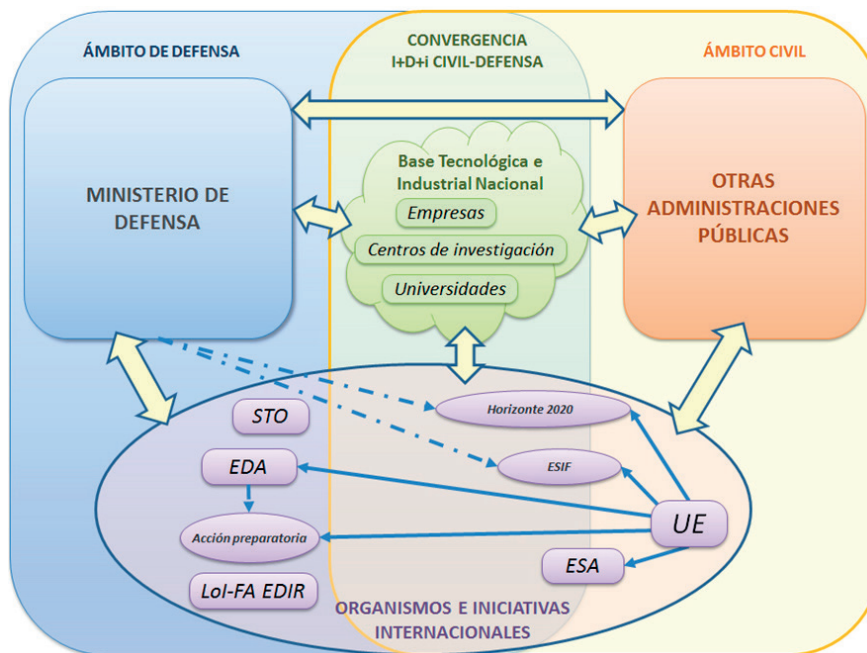 ÁMBITO DE DEFENSA
CONVERGENCIA
I+D+i CIVIL-DEFENSA
ÁMBITO CIVIL
MINISTERIO DE
DEFENSA
Base Tecnológica e
Industrial Nacional
Empresas
Centros de investigación
Universidades
OTRAS
ADMINISTRACIONES
PÚBLICAS
STO
Horizonte 2020
EDA
ESIF
UE
Acción preparatoria
ESA
LoI-FA EDIR
ORGANISMOS E INICIATIVAS
INTERNACIONALES